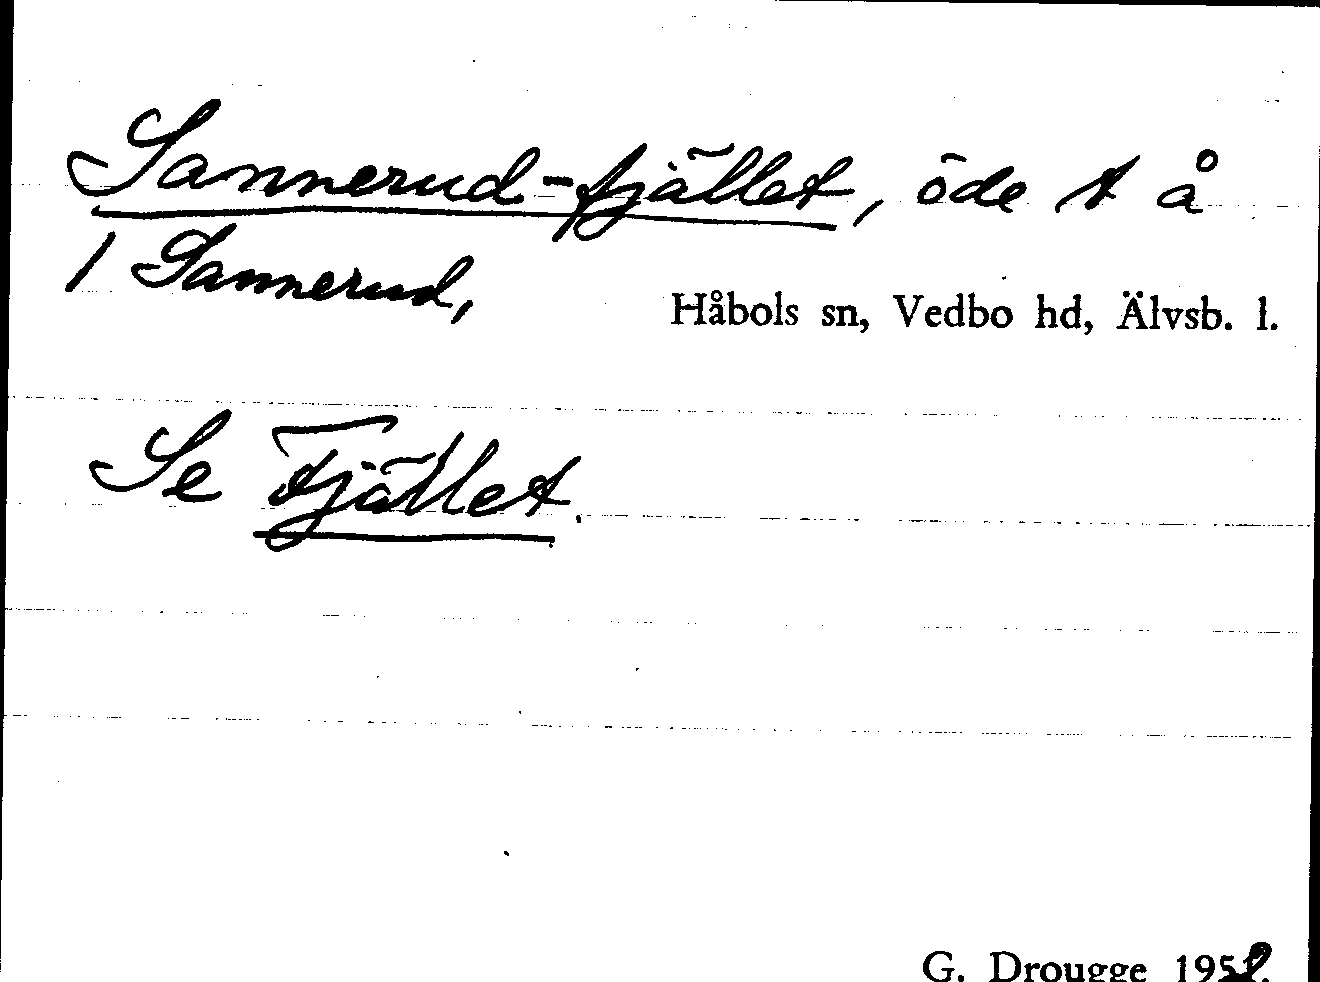 Sannerud-fjället, öde t å
1 Sannerud,
Håbols sn, Vedbo hd, Älvsb. l.
Se Fjället.
G. Drougge